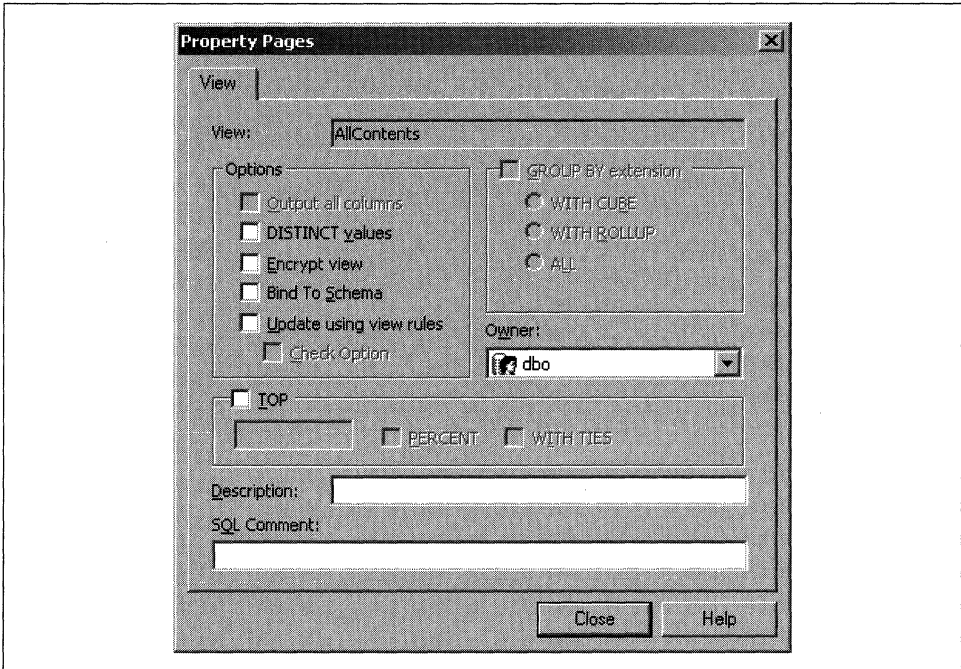 Property Pages
View
View: AllContents
Options
Output all columns
DISTINCT values
Encrypt view
Bind To Schema
Update using view rules
Check Option
GROUP BY extension
WITH CUBE
WITH ROLLUP
ALL
Owner:
dbo
TOP
PERCENT WITH TIES
Description:
SQL Comment:
Close Help